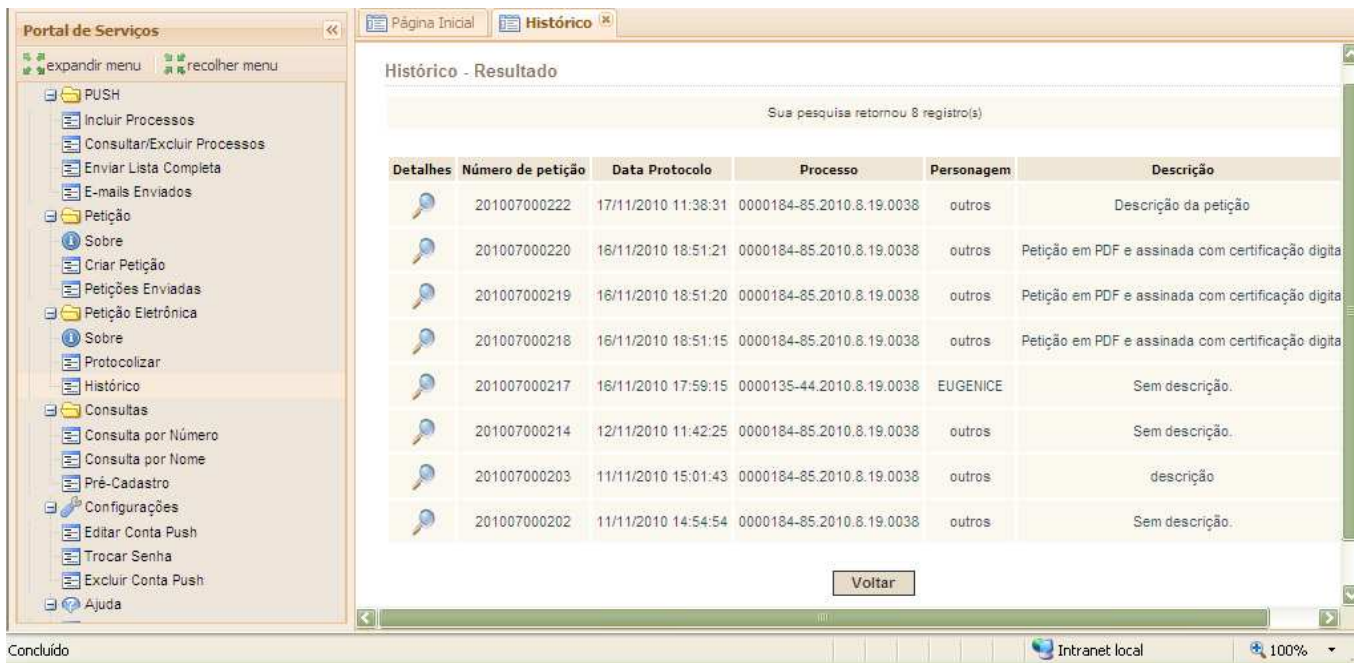 Portal de Serviços
expandir menu recolher menu
PUSH
Incluir Processos
Consultar/Excluir Processos
Enviar Lista Completa
E-mails Enviados
Petição
Sobre
Criar Petição
Petições Enviadas
Petição Eletrônica
Sobre
Protocolizar
Histórico
Consultas
Consulta por Número
Consulta por Nome
Pré-Cadastro
Configurações
Editar Conta Push
Trocar Senha
Excluir Conta Push
Ajuda
Página Inicial Histórico
Histórico - Resultado
Sua pesquisa retornou 8 registro(s)
Detalhes Número de petição Data Protocolo Processo Personagem Descrição
201007000222 17/11/2010 11:38:31 0000184-85.2010.8.19.0038 outros Descrição da petição
201007000220 16/11/2010 18:51:21 0000184-85.2010.8.19.0038 outros Petição em PDF e assinada com certificação digita
201007000219 16/11/2010 18:51:20 0000184-85.2010.8.19.0038 outros Petição em PDF e assinada com certificação digita
201007000218 16/11/2010 18:51:15 0000184-85.2010.8.19.0038 outros Petição em PDF e assinada com certificação digita
201007000217 16/11/2010 17:59:15 0000135-44.2010.8.19.0038 EUGENICE Sem descrição.
201007000214 12/11/2010 11:42:25 0000184-85.2010.8.19.0038 outros Sem descrição.
201007000203 11/11/2010 15:01:43 0000184-85.2010.8.19.0038 outros descrição
201007000202 11/11/2010 14:54:54 0000184-85.2010.8.19.0038 outros Sem descrição.
Voltar
Concluído Intranet local 100%